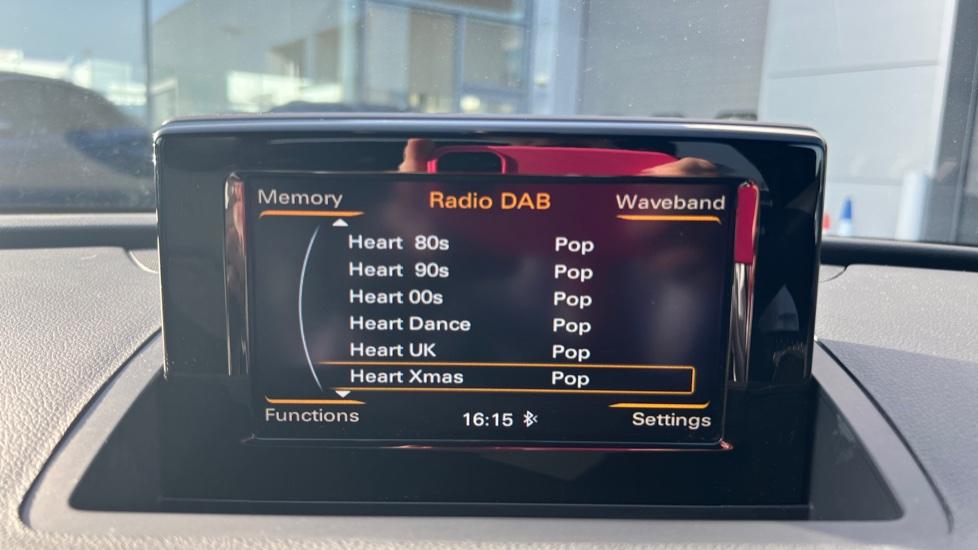 Memory Radio DAB Waveband
Heart 80s Pop
Heart 90s Pop
Heart 00s Pop
Heart Dance Pop
Heart UK Pop
Heart Xmas Pop
Functions 16:15 Settings